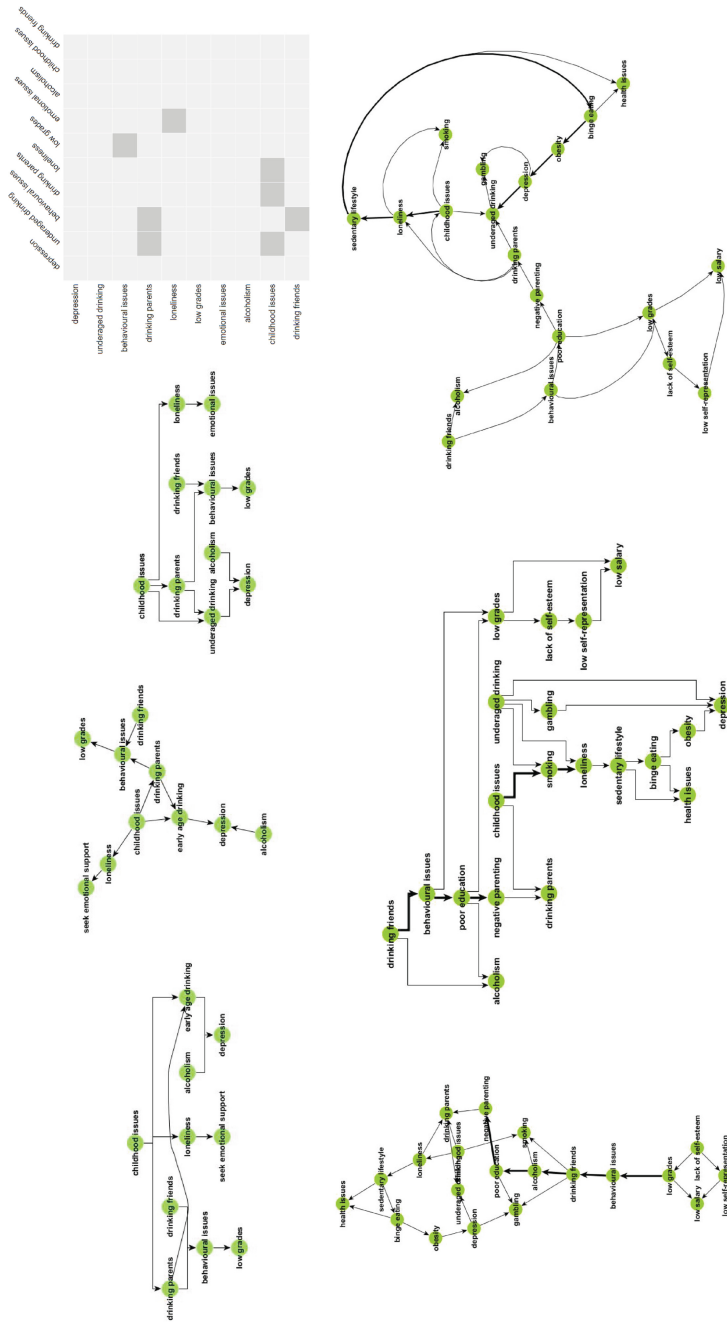 childhood issues
drinking parents
drinking friends
loneliness
alcoholism
early age drinking
behavioural issues
seek emotional support
depression
low grades
seek emotional support
low grades
loneliness
behavioural issues
childhood issues
drinking friends
drinking parents
early age drinking
depression
alcoholism
childhood issues
drinking parents
drinking friends
loneliness
underaged drinking
alcoholism
behavioural issues
emotional issues
depression
low grades
depression
underaged drinking
behavioural issues
drinking parents
loneliness
low grades
emotional issues
alcoholism
childhood issues
drinking friends
depression
underaged drinking
behavioural issues
drinking parents
loneliness
low grades
emotional issues
alcoholism
childhood issues
drinking friends
health issues
sedentary lifestyle
binge eating
loneliness
obesity
drinking parents
underaged drinking
childhood issues
depression
negative parenting
poor education
gambling
smoking
alcoholism
drinking friends
behavioural issues
low grades
low salary
lack of self-esteem
low self-representation
drinking friends
behavioural issues
poor education
alcoholism
negative parenting
childhood issues
underaged drinking
low grades
drinking parents
smoking
gambling
lack of self-esteem
loneliness
low self-representation
sedentary lifestyle
low salary
binge eating
health issues
obesity
depression
sedentary lifestyle
loneliness
childhood issues
smoking
drinking friends
alcoholism
underaged drinking
gambling
drinking parents
depression
negative parenting
obesity
behavioural issues
poor education
binge eating
health issues
low grades
lack of self-esteem
low self-representation
low salary